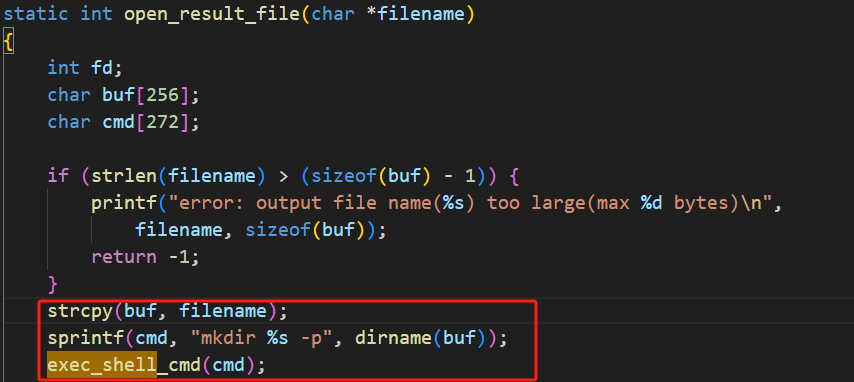 static int open_result_file(char *filename)
{
    int fd;
    char buf[256];
    char cmd[272];
    if (strlen(filename) > (sizeof(buf) - 1)) {
        printf("error: output file name(%s) too large(max %d bytes)\n",
            filename, sizeof(buf));
        return -1;
    }
    strcpy(buf, filename);
    sprintf(cmd, "mkdir %s -p", dirname(buf));
    exec_shell_cmd(cmd);